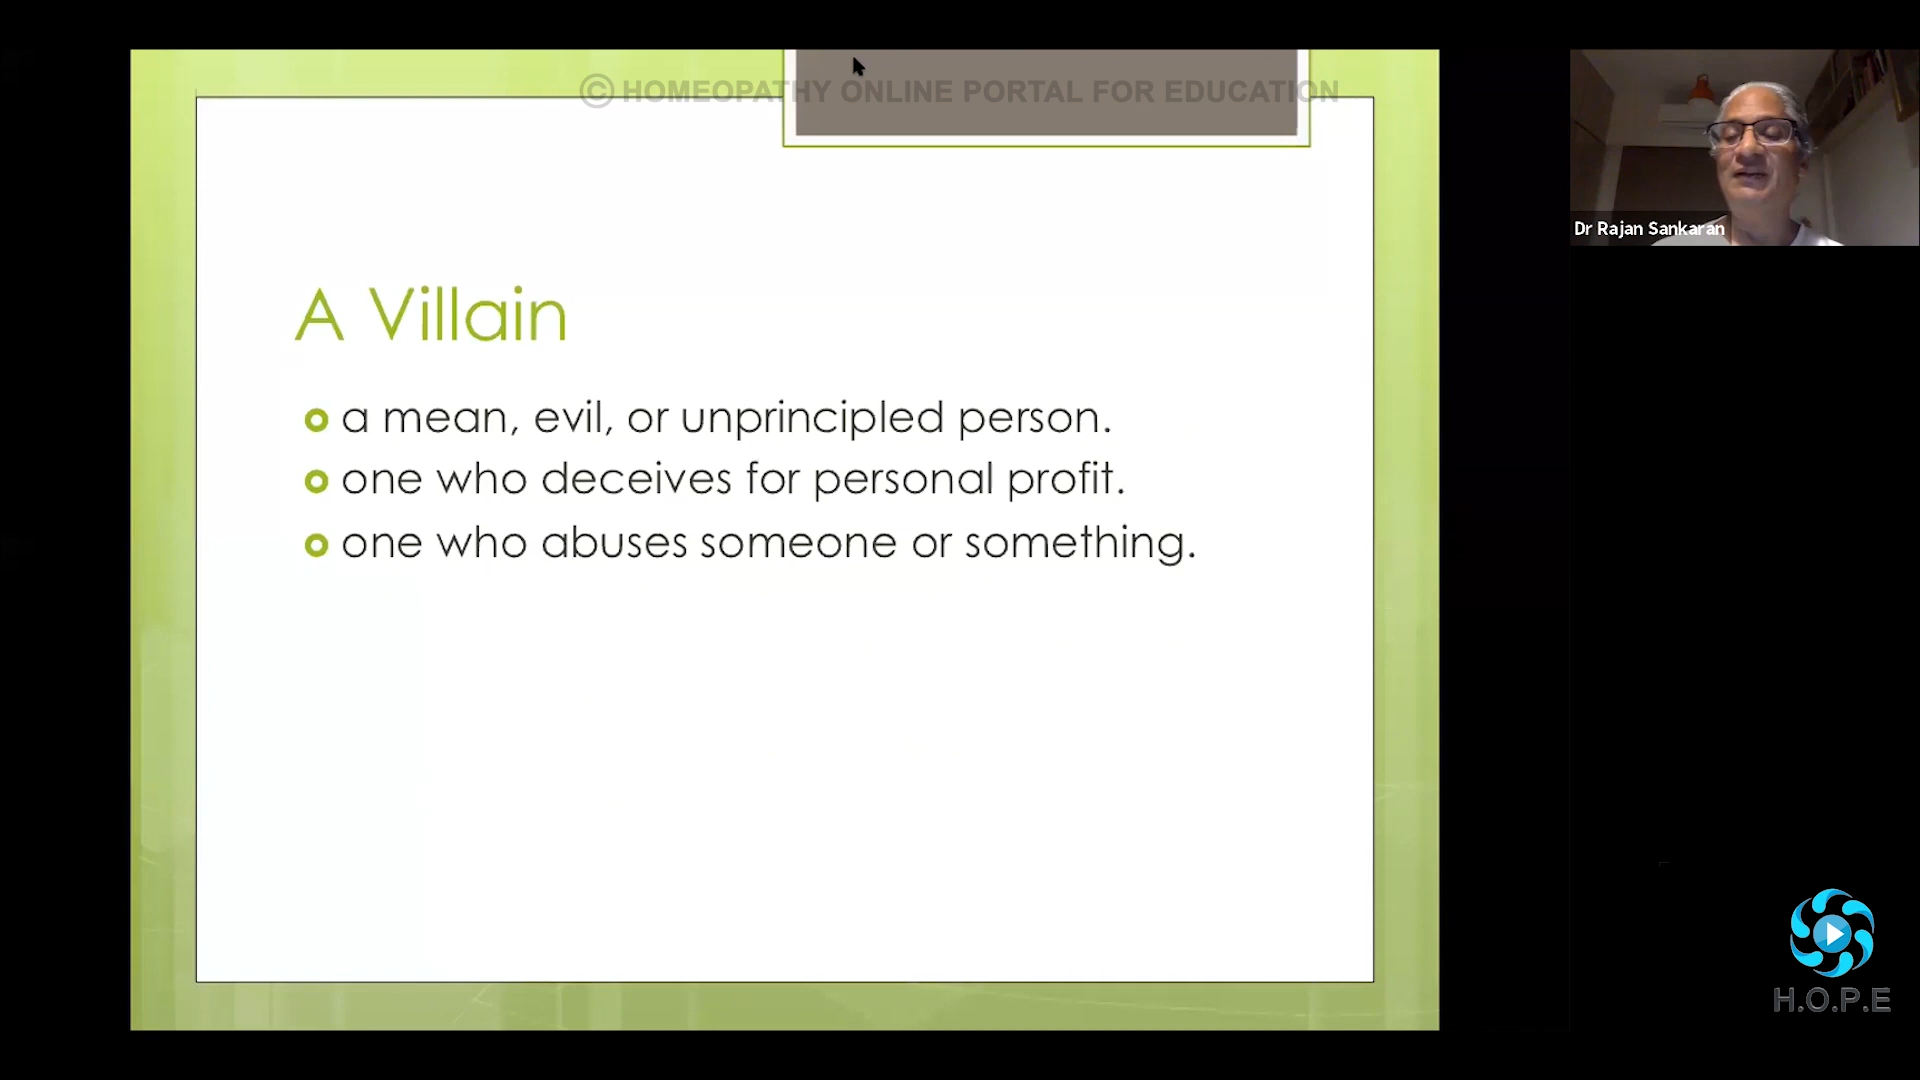 © HOMEOPATHY ONLINE PORTAL FOR EDUCATION
Dr Rajan Sankaran
A Villain
a mean, evil, or unprincipled person.
one who deceives for personal profit.
one who abuses someone or something.
H.O.P.E